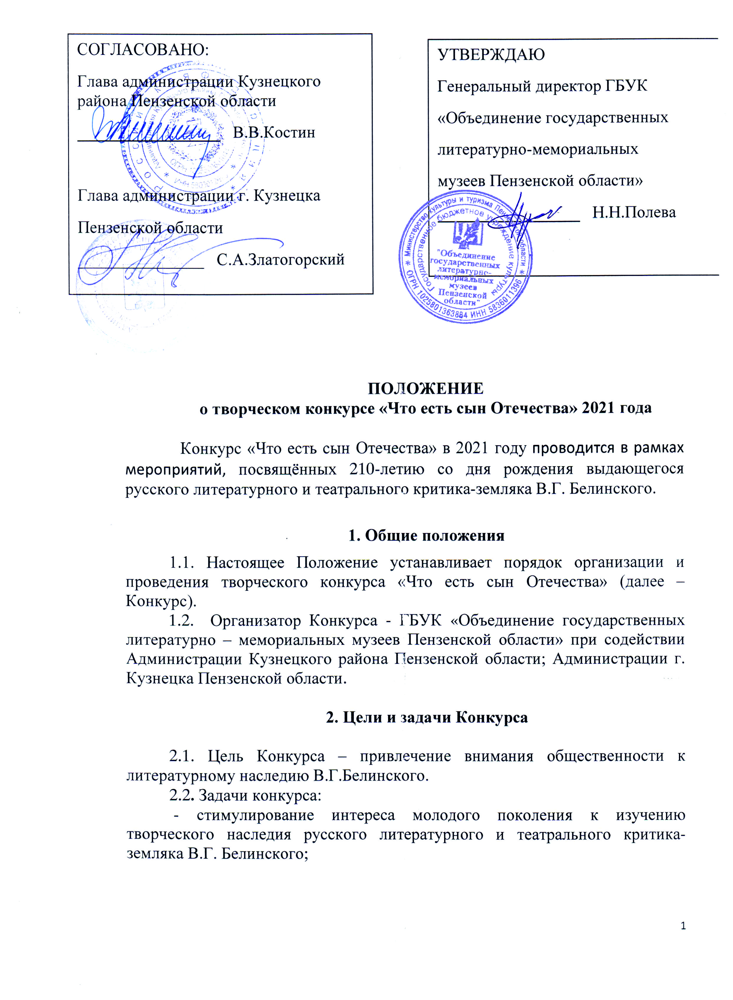 СОГЛАСОВАНО:
Глава администрации Кузнецкого
района Пензенской области
В.В.Костин
Глава администрации г. Кузнецка
Пензенской области
С.А.Златогорский
УТВЕРЖДАЮ
Генеральный директор ГБУК
«Объединение государственных
литературно-мемориальных
музеев Пензенской области»
Н.Н.Полева
Министерство культуры и туризма Пензенской области
ОГРН 1025801363884 ИНН 5836011396
Государственное бюджетное учреждение культуры
"Объединение
государственных
литературно-
мемориальных
музеев
Пензенской
области"
ПОЛОЖЕНИЕ
о творческом конкурсе «Что есть сын Отечества» 2021 года
Конкурс «Что есть сын Отечества» в 2021 году проводится в рамках
мероприятий, посвящённых 210-летию со дня рождения выдающегося
русского литературного и театрального критика-земляка В.Г. Белинского.
1. Общие положения
1.1. Настоящее Положение устанавливает порядок организации и
проведения творческого конкурса «Что есть сын Отечества» (далее –
Конкурс).
1.2. Организатор Конкурса - ГБУК «Объединение государственных
литературно – мемориальных музеев Пензенской области» при содействии
Администрации Кузнецкого района Пензенской области; Администрации г.
Кузнецка Пензенской области.
2. Цели и задачи Конкурса
2.1. Цель Конкурса – привлечение внимания общественности к
литературному наследию В.Г.Белинского.
2.2. Задачи конкурса:
- стимулирование интереса молодого поколения к изучению
творческого наследия русского литературного и театрального критика-
земляка В.Г. Белинского;
1